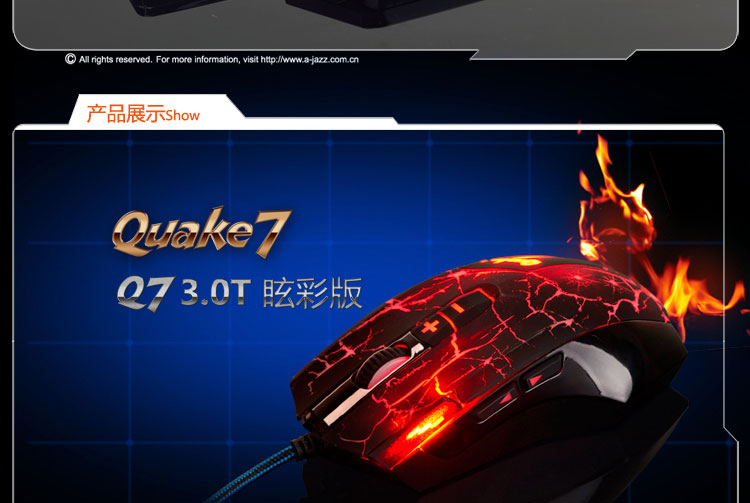 © All rights reserved. For more information, visit http://www.a-jazz.com.cn
产品展示Show
Quake7
Q7 3.0T 眩彩版